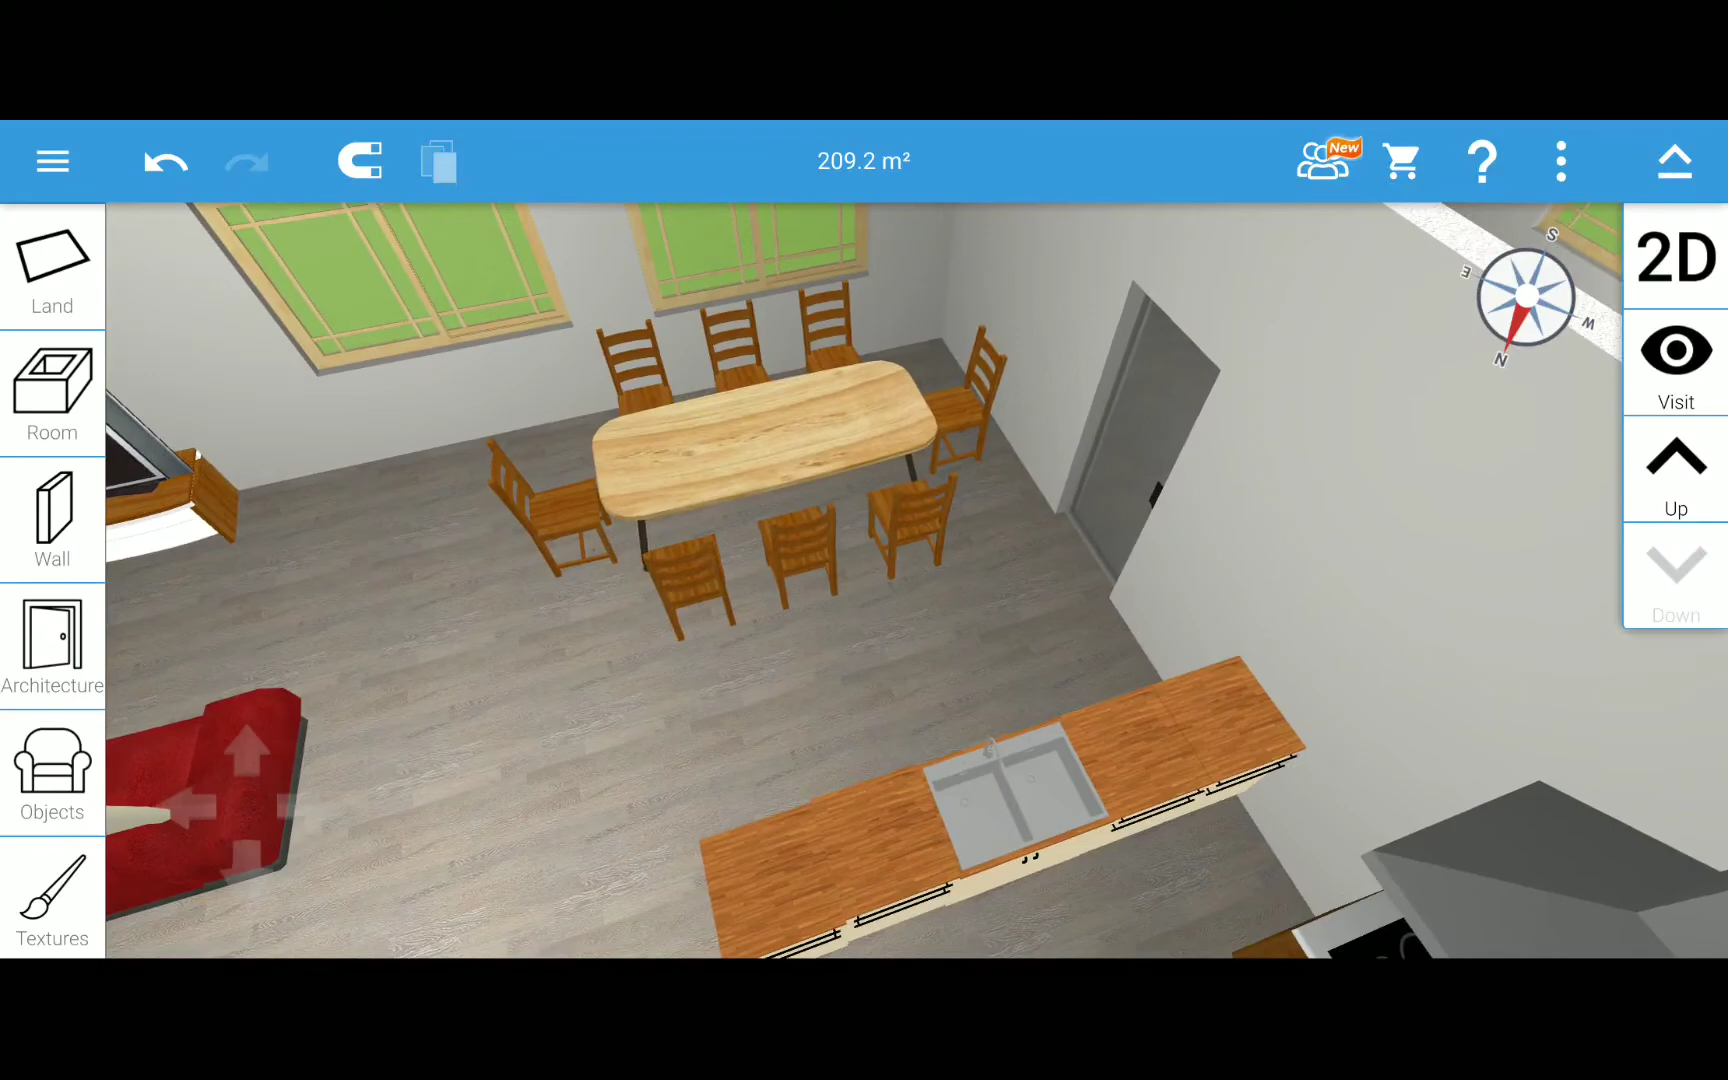 209.2 m²
New
Land
Room
Wall
Architecture
Objects
Textures
2D
Visit
Up
Down
S
E
W
N